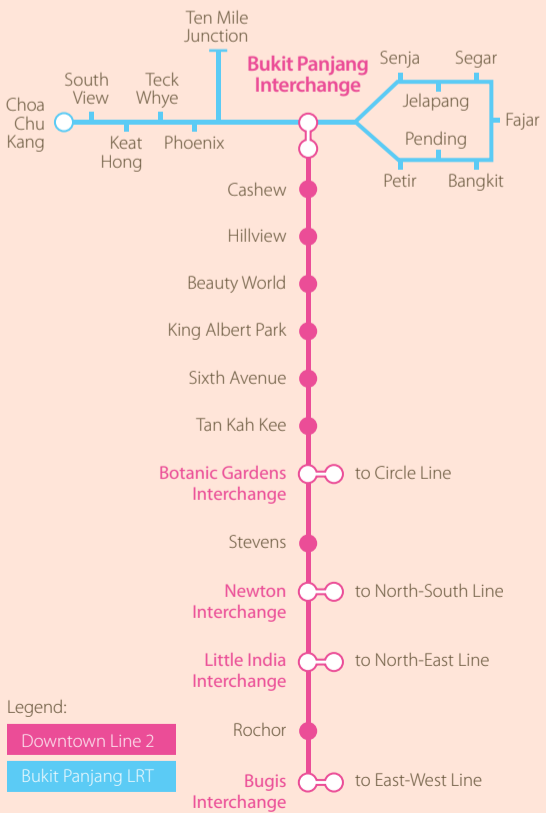 Ten Mile
Junction
Bukit Panjang
Interchange
Senja
Segar
South
View
Teck
Whye
Jelapang
Choa
Chu
Kang
Fajar
Keat
Hong
Phoenix
Pending
Petir
Bangkit
Cashew
Hillview
Beauty World
King Albert Park
Sixth Avenue
Tan Kah Kee
Botanic Gardens
Interchange
to Circle Line
Stevens
Newton
Interchange
to North-South Line
Little India
Interchange
to North-East Line
Legend:
Downtown Line 2
Bukit Panjang LRT
Rochor
Bugis
Interchange
to East-West Line